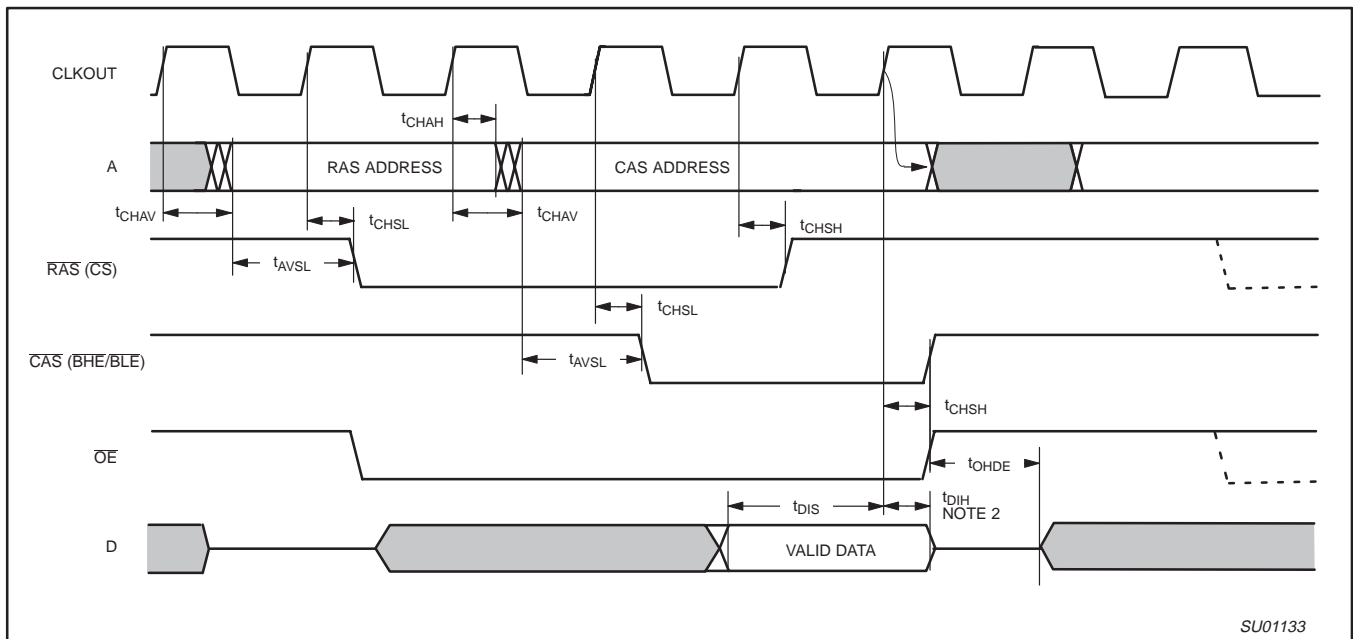 CLKOUT
tCHAH
A
RAS ADDRESS
CAS ADDRESS
tCHAV
tCHSL
tCHAV
tCHSH
RAS (CS)
tAVSL
tCHSL
CAS (BHE/BLE)
tAVSL
tCHSH
OE
tOHDE
tDIS
tDIH
NOTE 2
D
VALID DATA
SU01133